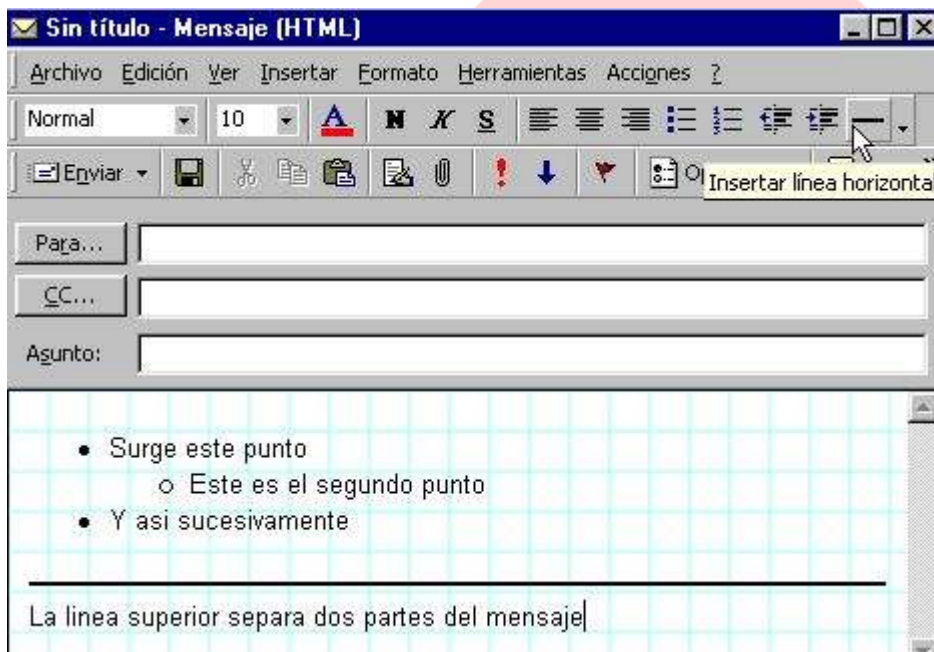 Sin título - Mensaje (HTML)
Archivo Edición Ver Insertar Formato Herramientas Acciones ?
Normal 10 A N K S
Enviar
Insertar línea horizontal
Para...
CC...
Asunto:
Surge este punto
Este es el segundo punto
Y asi sucesivamente
La linea superior separa dos partes del mensaje